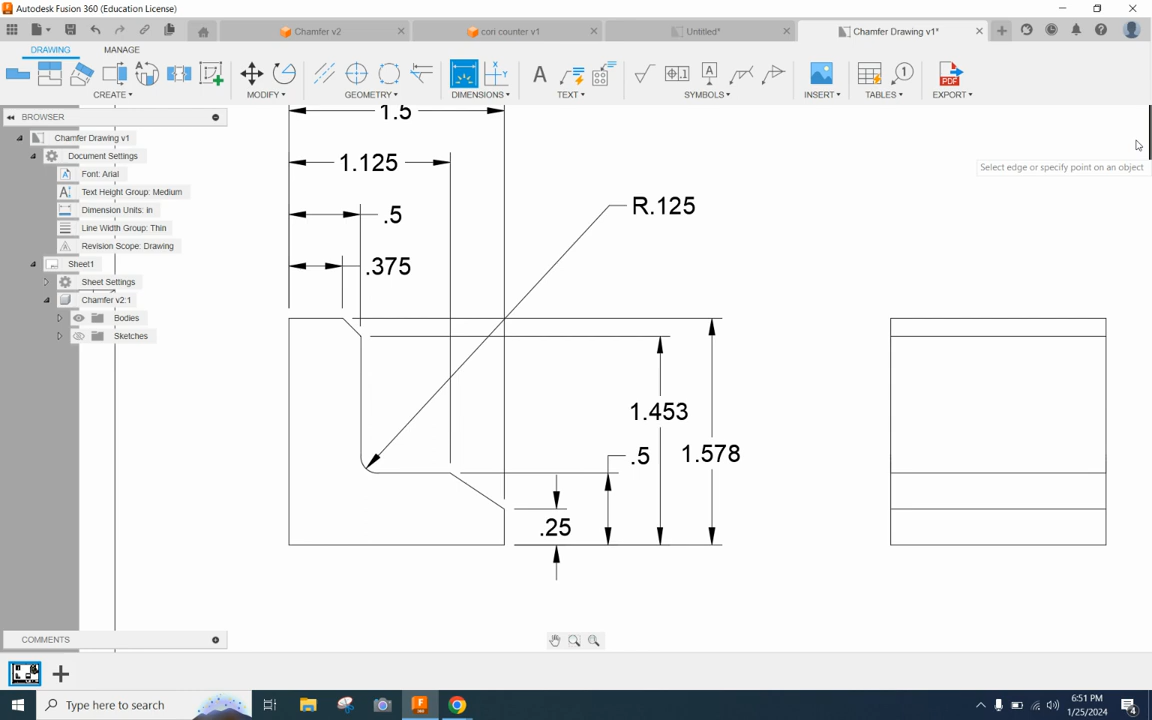 Autodesk Fusion 360 (Education License)
Chamfer v2
cori counter v1
Untitled*
Chamfer Drawing v1*
DRAWING
MANAGE
CREATE
MODIFY
GEOMETRY
DIMENSIONS
TEXT
SYMBOLS
INSERT
TABLES
EXPORT
PDF
BROWSER
Chamfer Drawing v1
Document Settings
Font: Arial
Text Height Group: Medium
Dimension Units: in
Line Width Group: Thin
Revision Scope: Drawing
Sheet1
Sheet Settings
Chamfer v2:1
Bodies
Sketches
Select edge or specify point on an object
1.5
1.125
.5
.375
R.125
1.453
.5
1.578
.25
COMMENTS
Type here to search
6:51 PM
1/25/2024
4